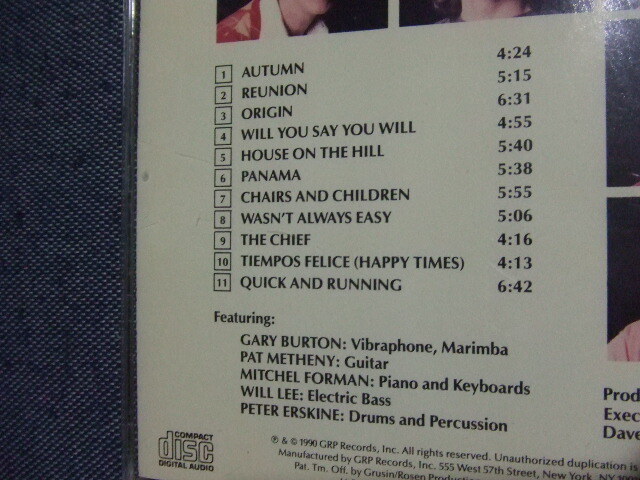 1 AUTUMN 4:24
2 REUNION 5:15
3 ORIGIN 6:31
4 WILL YOU SAY YOU WILL 4:55
5 HOUSE ON THE HILL 5:40
6 PANAMA 5:38
7 CHAIRS AND CHILDREN 5:55
8 WASN'T ALWAYS EASY 5:06
9 THE CHIEF 4:16
10 TIEMPOS FELICE (HAPPY TIMES) 4:13
11 QUICK AND RUNNING 6:42
Featuring:
GARY BURTON: Vibraphone, Marimba
PAT METHENY: Guitar
MITCHEL FORMAN: Piano and Keyboards
WILL LEE: Electric Bass
PETER ERSKINE: Drums and Percussion
Prod
Exec
Dave
COMPACT
disc
DIGITAL AUDIO
℗ & © 1990 GRP Records, Inc. All rights reserved. Unauthorized duplication is
Manufactured by GRP Records, Inc. 555 West 57th Street, New York, NY
Pat. Tm. Off. by Grusin/Rosen Production